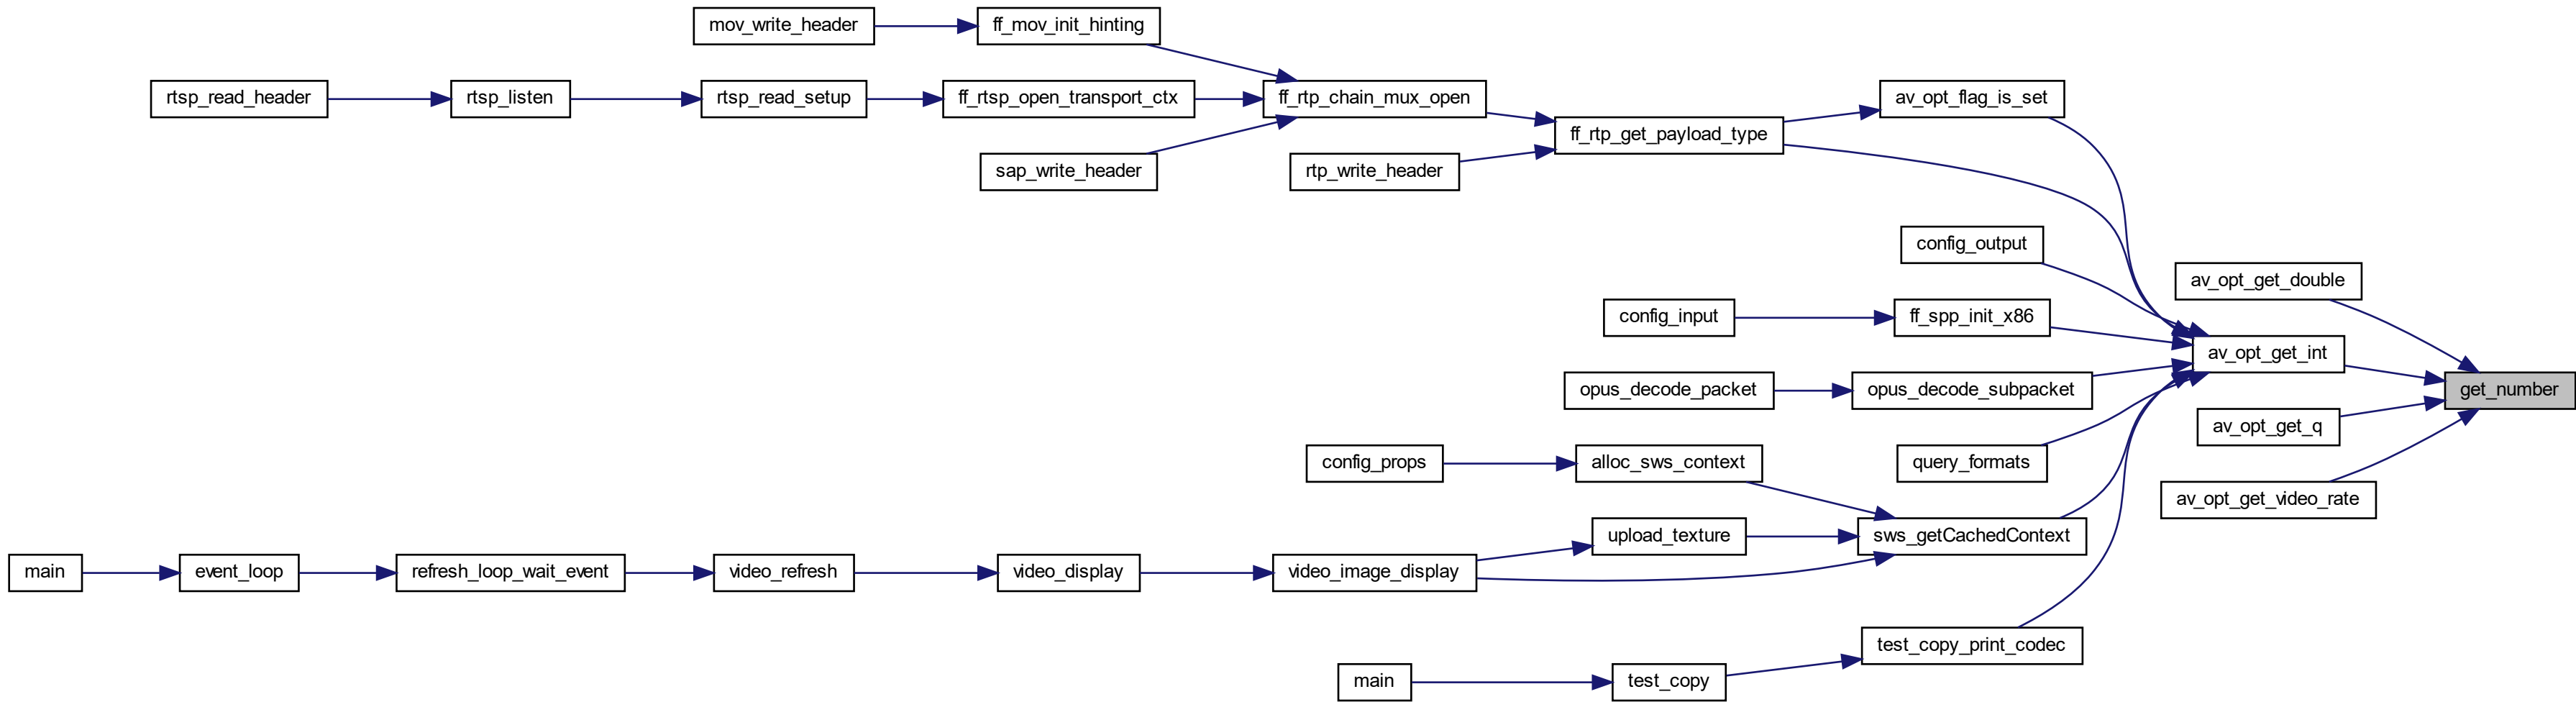 mov_write_header
ff_mov_init_hinting
rtsp_read_header
rtsp_listen
rtsp_read_setup
ff_rtsp_open_transport_ctx
ff_rtp_chain_mux_open
av_opt_flag_is_set
ff_rtp_get_payload_type
sap_write_header
rtp_write_header
config_output
av_opt_get_double
config_input
ff_spp_init_x86
av_opt_get_int
opus_decode_packet
opus_decode_subpacket
get_number
av_opt_get_q
config_props
alloc_sws_context
query_formats
av_opt_get_video_rate
upload_texture
sws_getCachedContext
main
event_loop
refresh_loop_wait_event
video_refresh
video_display
video_image_display
test_copy_print_codec
main
test_copy